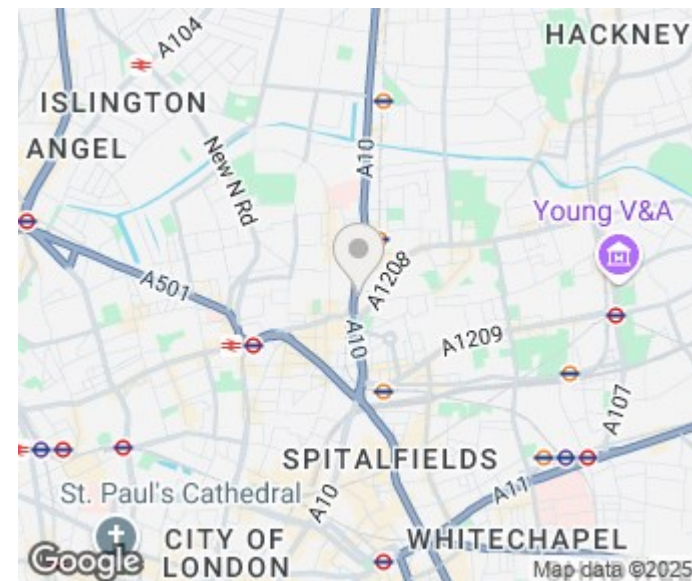 A104
HACKNEY
ISLINGTON
ANGEL
New N Rd
A10
Young V&A
A1208
A501
A10
A1209
A107
SPITALFIELDS
St. Paul's Cathedral
A10
A11
CITY OF
LONDON
WHITECHAPEL
Google
Map data ©2025